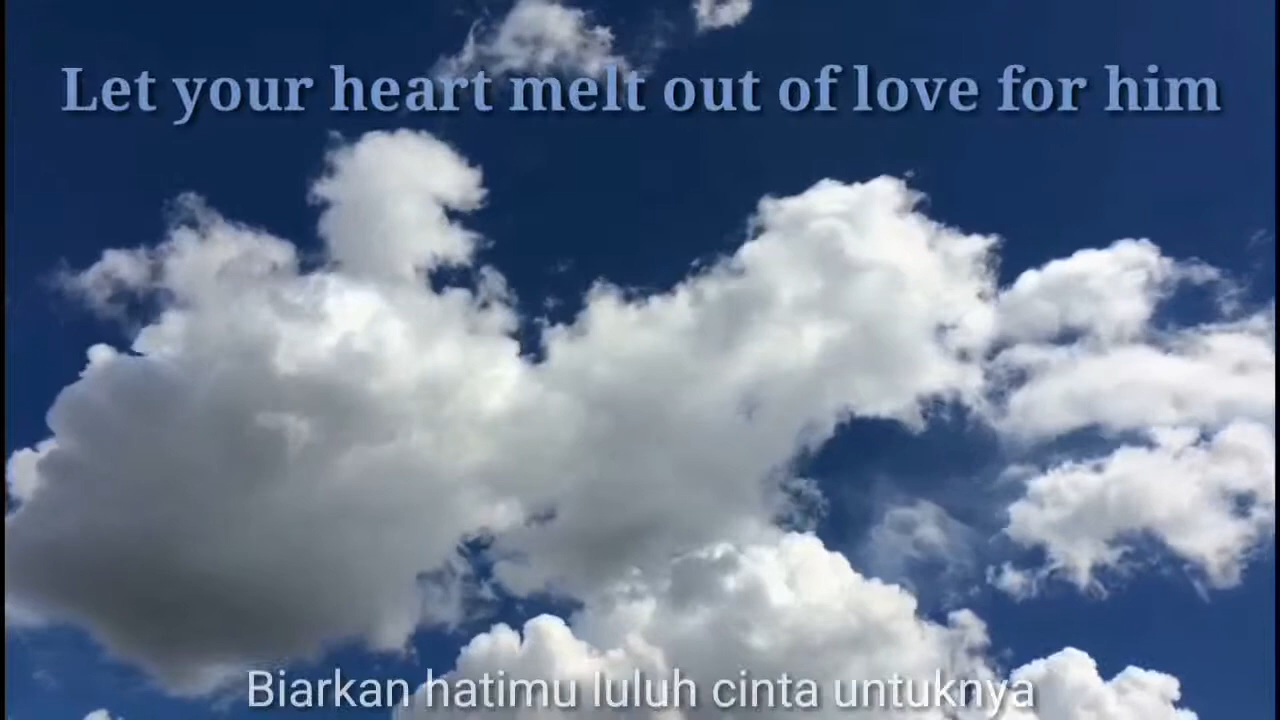 Let your heart melt out of love for him
Biarkan hatimu luluh cinta untuknya